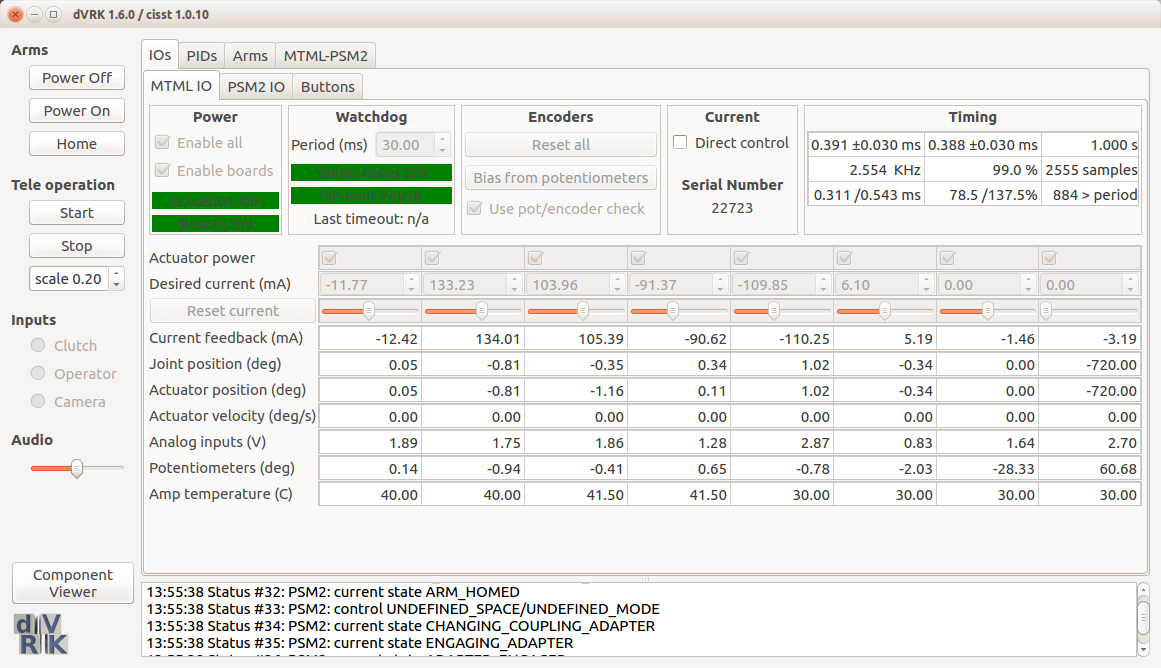 dVRK 1.6.0 / cisst 1.0.10
Arms
Power Off
Power On
Home
Tele operation
Start
Stop
scale 0.20
Inputs
Clutch
Operator
Camera
Audio
Component
Viewer
dV
RK
IOs PIDs Arms MTML-PSM2
MTML IO PSM2 IO Buttons
Power
Enable all
Enable boards
Watchdog
Period (ms) 30.00
Last timeout: n/a
Encoders
Reset all
Bias from potentiometers
Use pot/encoder check
Current
Direct control
Serial Number
22723
Timing
0.391 ±0.030 ms 0.388 ±0.030 ms 1.000 s
2.554 KHz 99.0 % 2555 samples
0.311 /0.543 ms 78.5 /137.5% 884 > period
Actuator power
Desired current (mA) -11.77 133.23 103.96 -91.37 -109.85 6.10 0.00 0.00
Reset current
Current feedback (mA) -12.42 134.01 105.39 -90.62 -110.25 5.19 -1.46 -3.19
Joint position (deg) 0.05 -0.81 -0.35 0.34 1.02 -0.34 0.00 -720.00
Actuator position (deg) 0.05 -0.81 -1.16 0.11 1.02 -0.34 0.00 -720.00
Actuator velocity (deg/s) 0.00 0.00 0.00 0.00 0.00 0.00 0.00 0.00
Analog inputs (V) 1.89 1.75 1.86 1.28 2.87 0.83 1.64 2.70
Potentiometers (deg) 0.14 -0.94 -0.41 0.65 -0.78 -2.03 -28.33 60.68
Amp temperature (C) 40.00 40.00 41.50 41.50 30.00 30.00 30.00 30.00
13:55:38 Status #32: PSM2: current state ARM_HOMED
13:55:38 Status #33: PSM2: control UNDEFINED_SPACE/UNDEFINED_MODE
13:55:38 Status #34: PSM2: current state CHANGING_COUPLING_ADAPTER
13:55:38 Status #35: PSM2: current state ENGAGING_ADAPTER